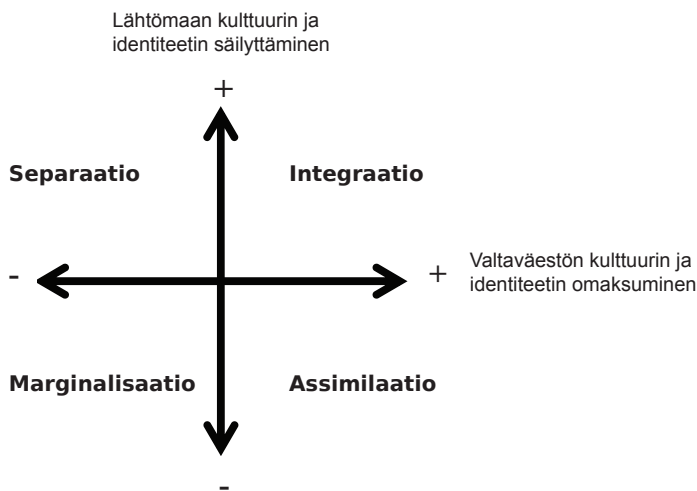 Lähtömaan kulttuurin ja
identiteetin säilyttäminen
+
Separaatio
Integraatio
-
+
Valtaväestön kulttuurin ja
identiteetin omaksuminen
Marginalisaatio
Assimilaatio
-